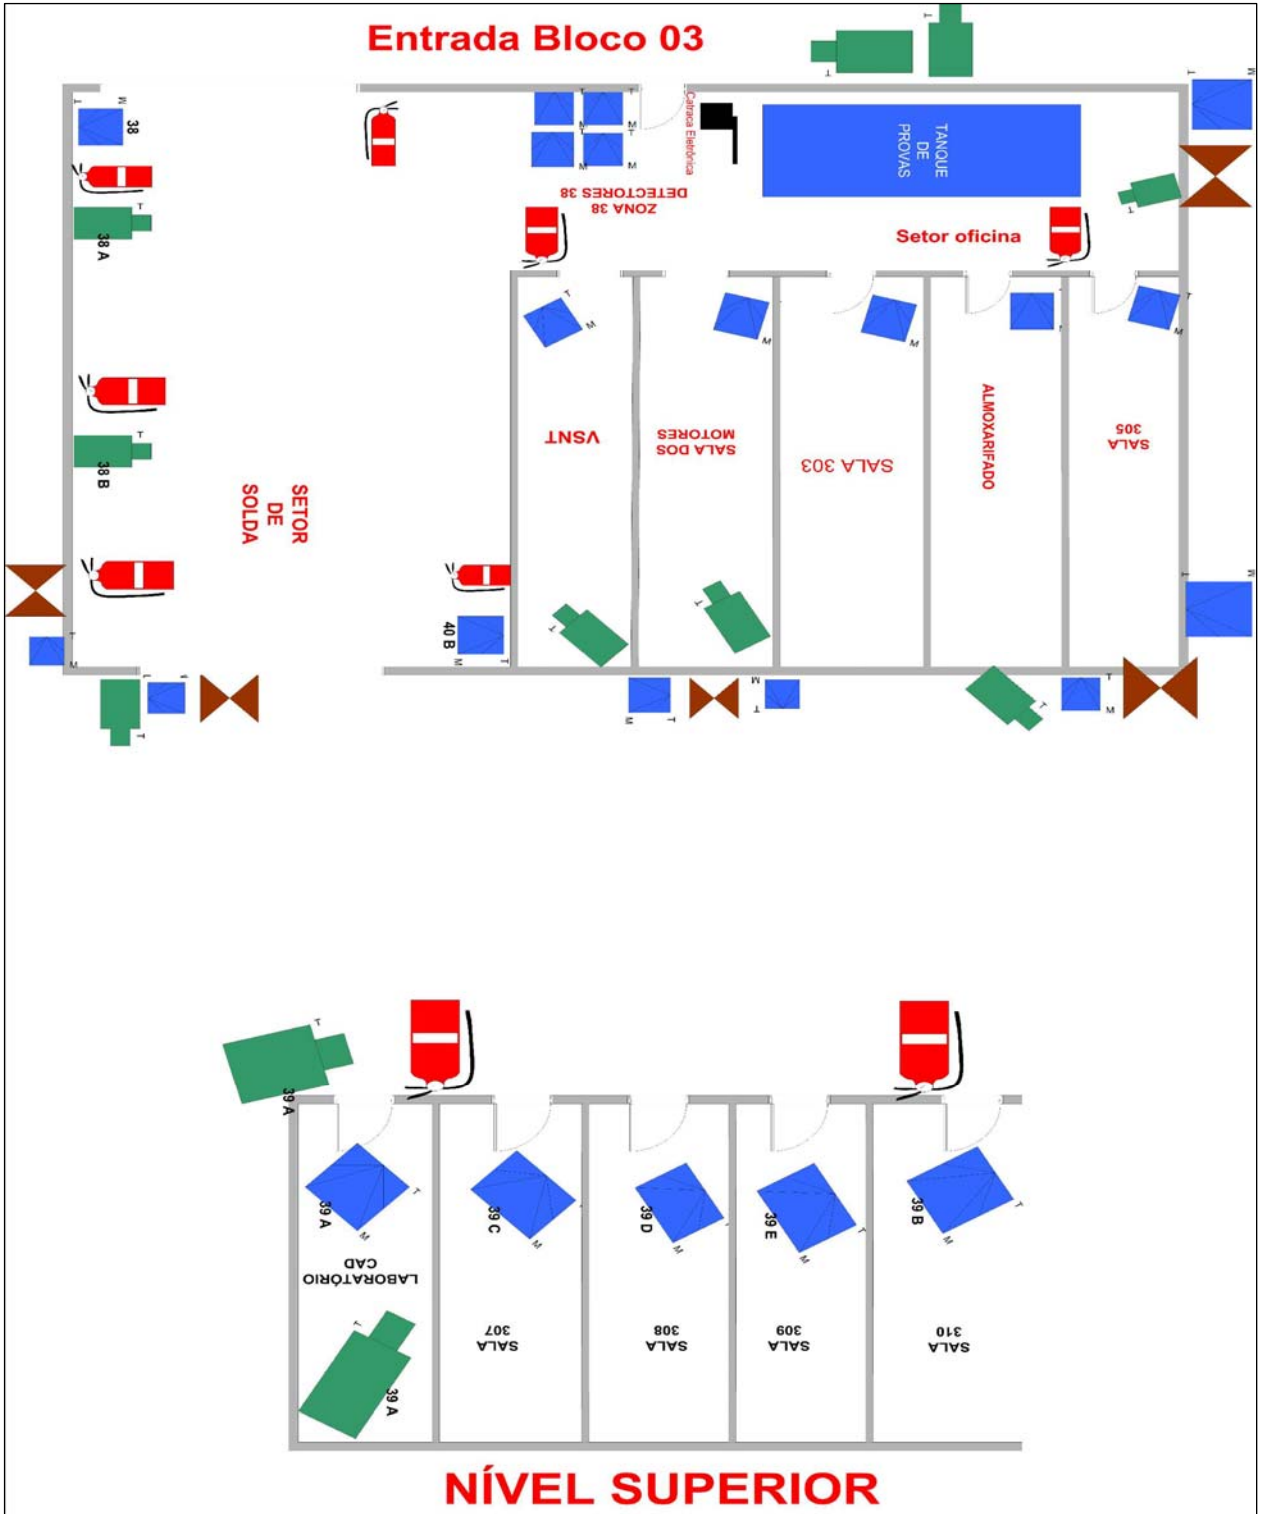 Entrada Bloco 03
T
T
T
M
T
M
38
T
M
T
M
T
M
T
M
Catraca Eletrônica
TANQUE
DE
PROVAS
ZONA 38
DETECTORES 38
T
38 A
T
Setor oficina
T
M
M
M
T
M
VSNT
SALA DOS
MOTORES
SALA 303
ALMOXARIFADO
SALA
305
T
38 B
SETOR
DE
SOLDA
T
M
40 B
M
T
T
T
T
M
T
M
T
M
T
T
T
M
T
39 A
39 A
T
M
39 C
M
39 D
M
39 E
T
M
39 B
T
M
LABORATÓRIO
CAD
SALA
307
SALA
308
SALA
309
SALA
310
T
39 A
NÍVEL SUPERIOR